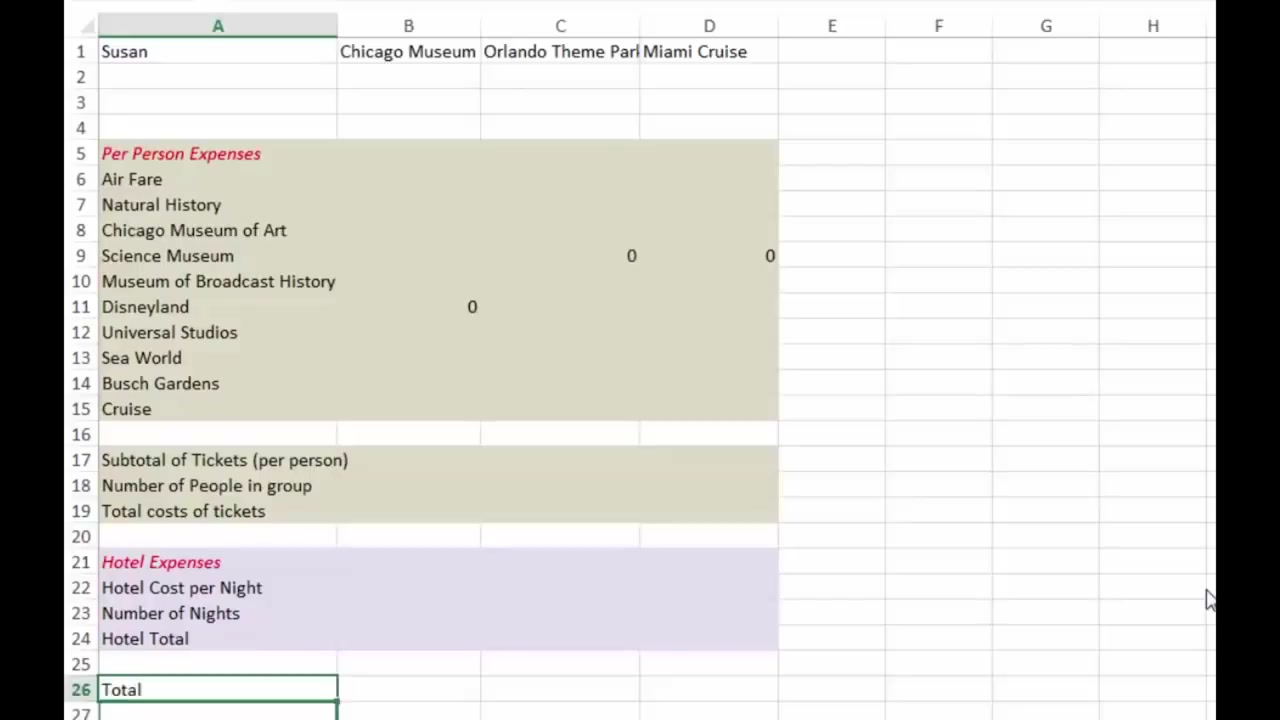 A B C D E F G H
1 Susan Chicago Museum Orlando Theme Parl Miami Cruise
2
3
4
5 Per Person Expenses
6 Air Fare
7 Natural History
8 Chicago Museum of Art
9 Science Museum 0 0
10 Museum of Broadcast History
11 Disneyland 0
12 Universal Studios
13 Sea World
14 Busch Gardens
15 Cruise
16
17 Subtotal of Tickets (per person)
18 Number of People in group
19 Total costs of tickets
20
21 Hotel Expenses
22 Hotel Cost per Night
23 Number of Nights
24 Hotel Total
25
26 Total
27